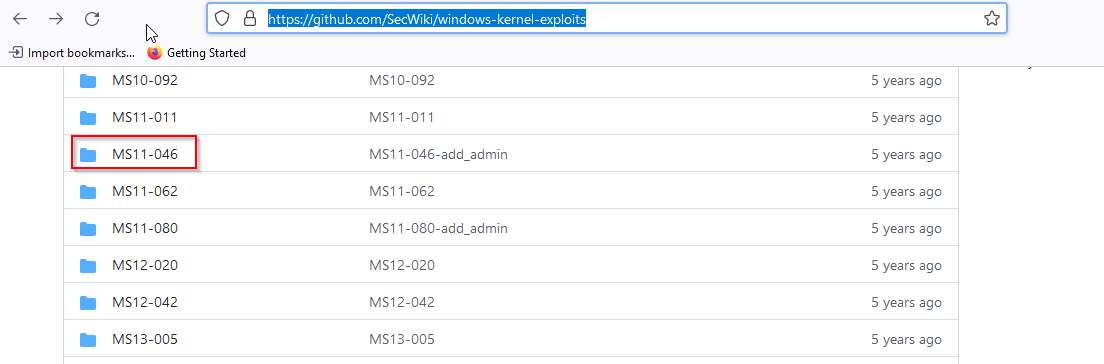 https://github.com/SecWiki/windows-kernel-exploits
Import bookmarks... Getting Started
MS10-092 MS10-092 5 years ago
MS11-011 MS11-011 5 years ago
MS11-046 MS11-046-add_admin 5 years ago
MS11-062 MS11-062 5 years ago
MS11-080 MS11-080-add_admin 5 years ago
MS12-020 MS12-020 5 years ago
MS12-042 MS12-042 5 years ago
MS13-005 MS13-005 5 years ago